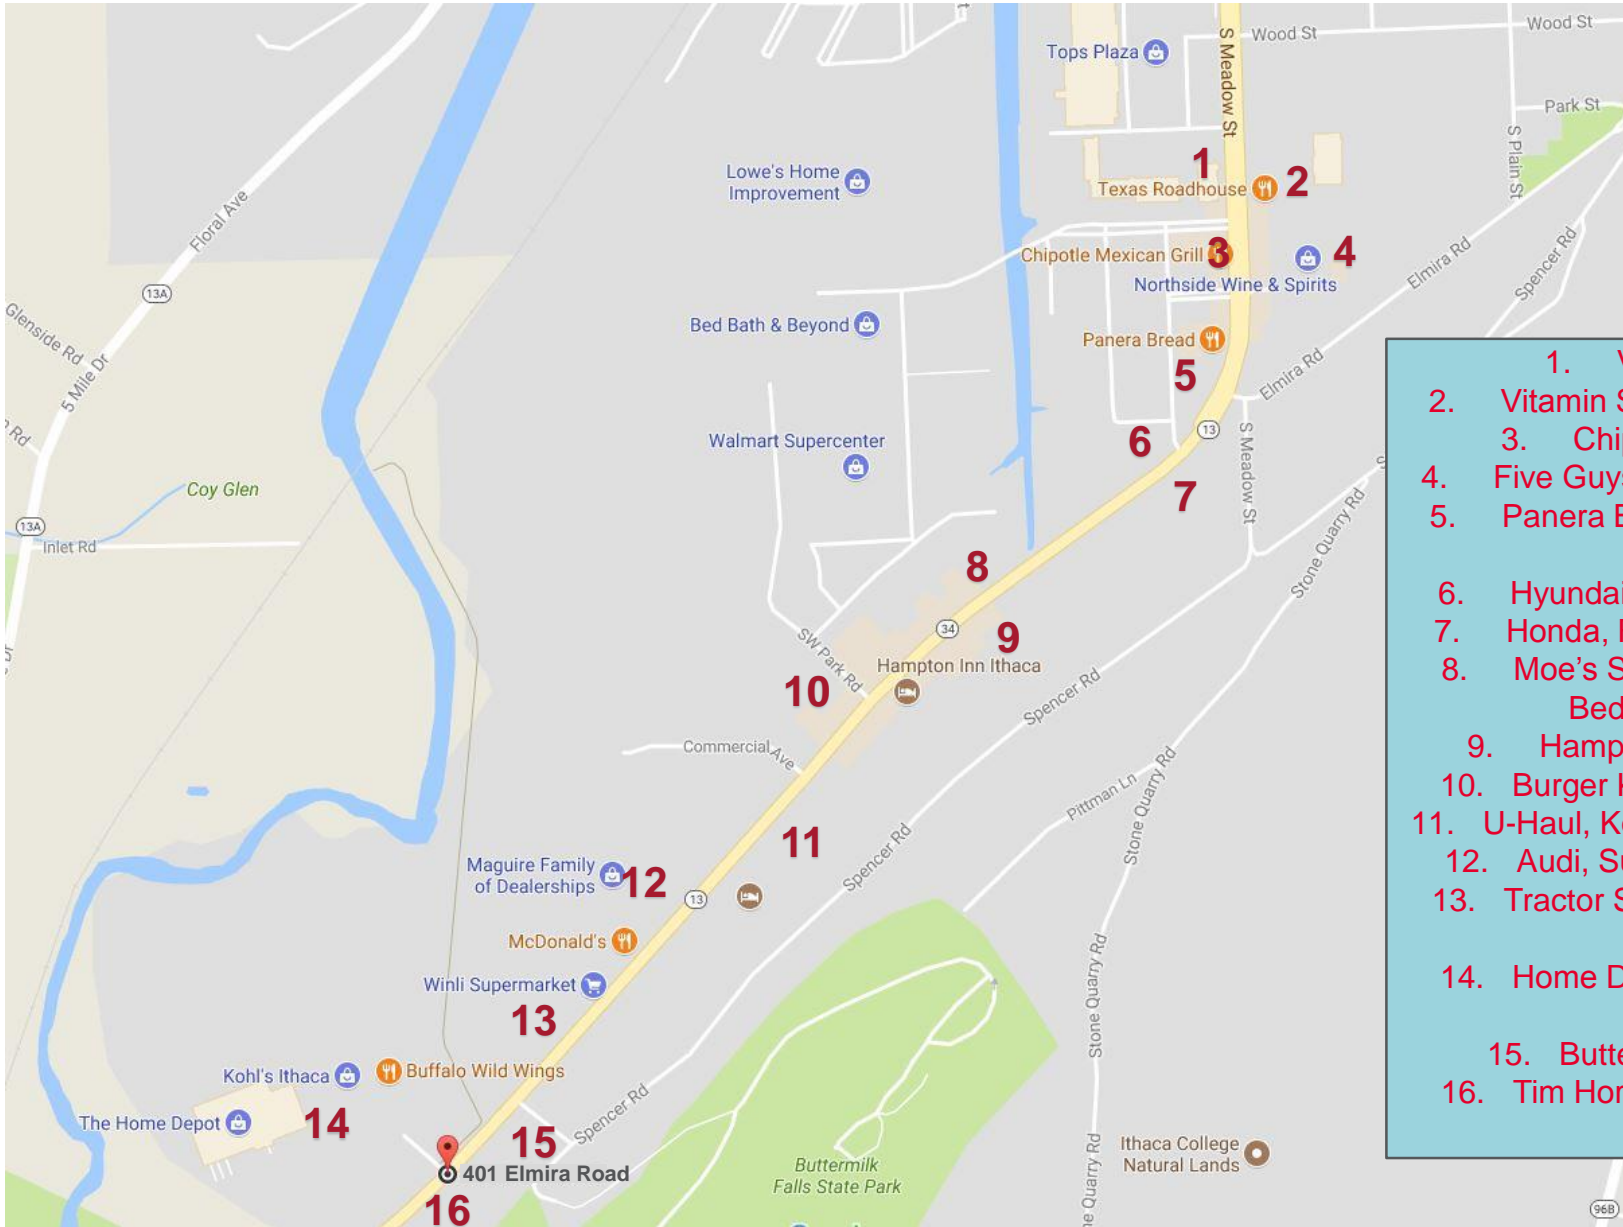 Wood St
Wood St
Tops Plaza
S Meadow St
Park St
S Plain St
Floral Ave
Lowe's Home
Improvement
1
Texas Roadhouse
2
Chipotle Mexican Grill
3
4
Northside Wine & Spirits
Elmira Rd
Spencer Rd
13A
Glenside Rd
5 Mile Dr
Bed Bath & Beyond
Panera Bread
5
Elmira Rd
Walmart Supercenter
6
13
S Meadow St
7
Coy Glen
13A
Inlet Rd
Stone Quarry Rd
8
34
9
SW Park Rd
Hampton Inn Ithaca
10
Spencer Rd
Commercial Ave
Pittman Ln
Stone Quarry Rd
11
Spencer Rd
Maguire Family
of Dealerships
12
13
McDonald's
Winli Supermarket
13
Stone Quarry Rd
Kohl's Ithaca
Buffalo Wild Wings
The Home Depot
14
15
Spencer Rd
401 Elmira Road
16
Buttermilk
Falls State Park
Ithaca College
Natural Lands
Quarry Rd
96B
1.
2. Vitamin
3. Chi
4. Five Guy
5. Panera
6. Hyundai
7. Honda,
8. Moe's S
Bed
9. Hamp
10. Burger
11. U-Haul, K
12. Audi, Su
13. Tractor S
14. Home D
15. Butte
16. Tim Hor